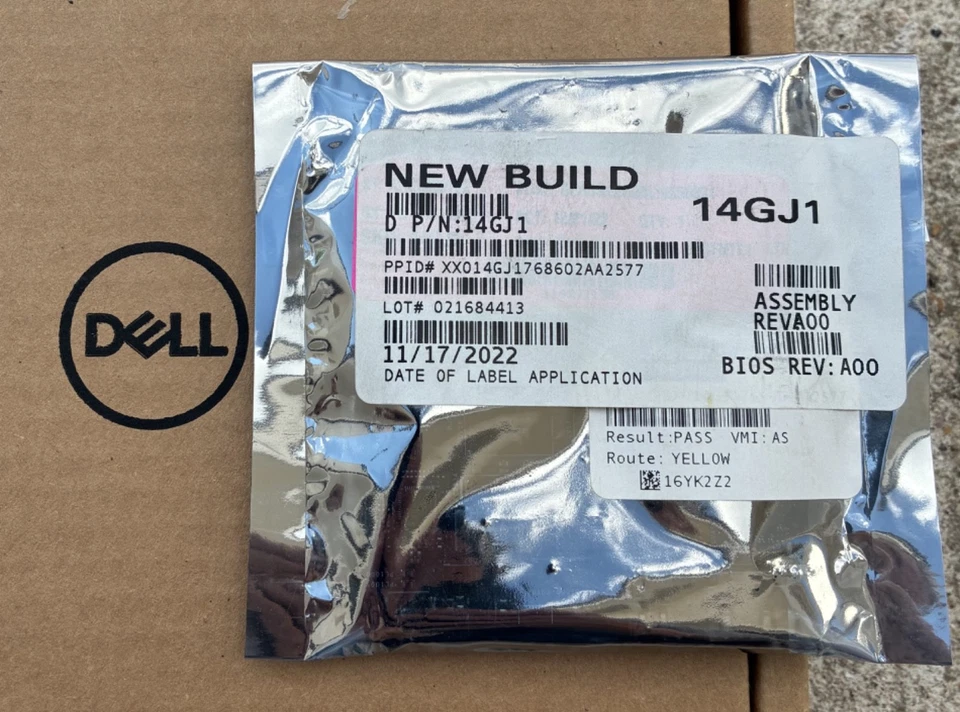 DELL
NEW BUILD
14GJ1
D P/N:14GJ1
PPID# XX014GJ1768602AA2577
LOT# 021684413
ASSEMBLY
REVA00
11/17/2022
BIOS REV: A00
DATE OF LABEL APPLICATION
Result:PASS VMI:AS
Route: YELLOW
16YK2Z2